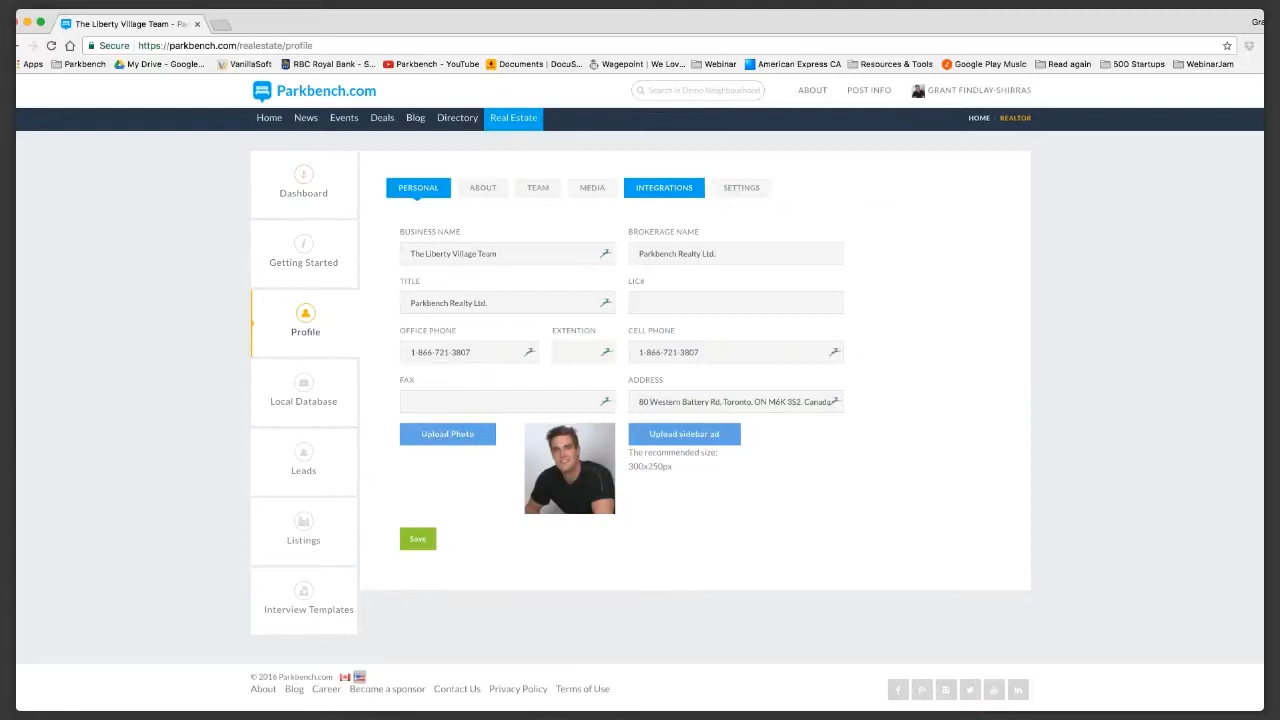 The Liberty Village Team - Pa
Gra
Secure https://parkbench.com/realestate/profile
Apps Parkbench My Drive - Google... VanillaSoft RBC Royal Bank - S... Parkbench - YouTube Documents - DocuS... Wagepoint | We Lov... Webinar American Express CA Resources & Tools Google Play Music Read again 500 Startups WebinarJam
Parkbench.com Search in Demo Neighbourhood ABOUT POST INFO GRANT FINDLAY-SHIRRAS
Home News Events Deals Blog Directory Real Estate HOME / REALTOR
Dashboard
Getting Started
Profile
Local Database
Leads
Listings
Interview Templates
PERSONAL ABOUT TEAM MEDIA INTEGRATIONS SETTINGS
BUSINESS NAME BROKERAGE NAME
The Liberty Village Team Parkbench Realty Ltd.
TITLE LIC#
Parkbench Realty Ltd.
OFFICE PHONE EXTENTION CELL PHONE
1-866-721-3807 1-866-721-3807
FAX ADDRESS
80 Western Battery Rd, Toronto, ON M6K 3S2, Canada
Upload Photo Upload sidebar ad
The recommended size:
300x250px
Save
© 2016 Parkbench.com
About Blog Career Become a sponsor Contact Us Privacy Policy Terms of Use